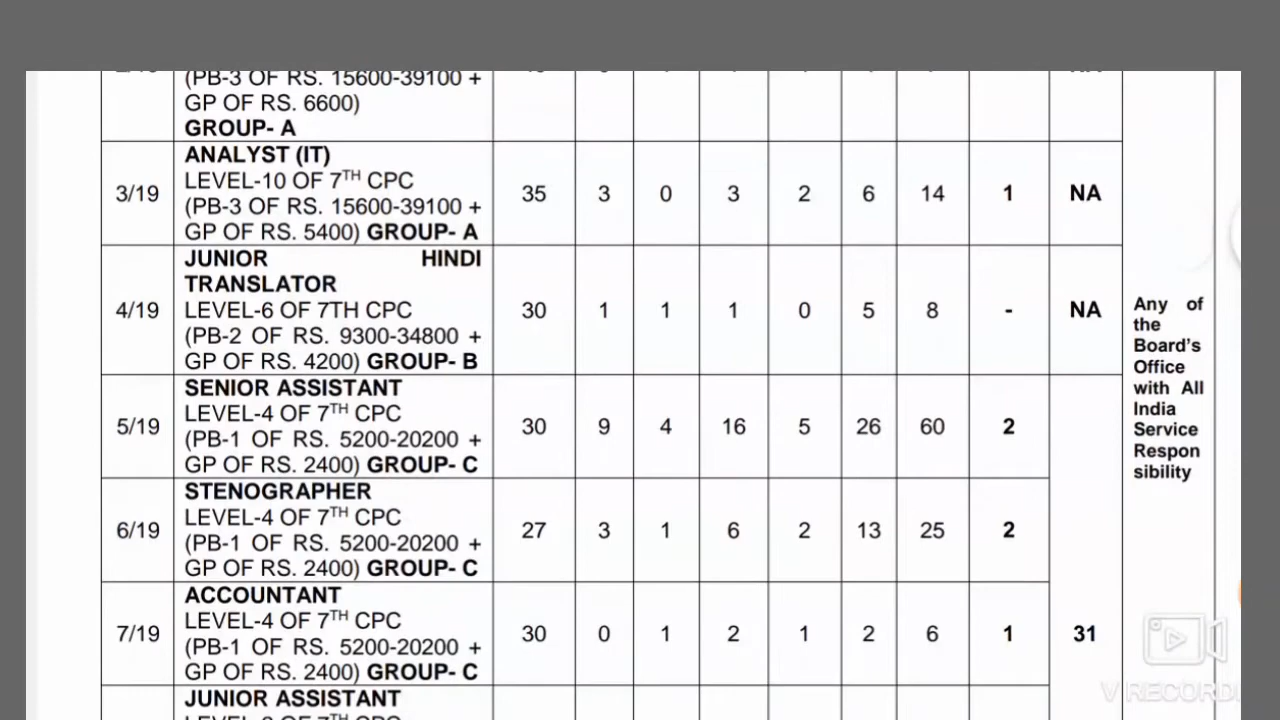 (PB-3 OF RS. 15600-39100 +
GP OF RS. 6600)
GROUP- A
3/19 ANALYST (IT)
LEVEL-10 OF 7TH CPC
(PB-3 OF RS. 15600-39100 +
GP OF RS. 5400) GROUP- A
35 3 0 3 2 6 14 1 NA
4/19 JUNIOR HINDI
TRANSLATOR
LEVEL-6 OF 7TH CPC
(PB-2 OF RS. 9300-34800 +
GP OF RS. 4200) GROUP- B
30 1 1 1 0 5 8 - NA
5/19 SENIOR ASSISTANT
LEVEL-4 OF 7TH CPC
(PB-1 OF RS. 5200-20200 +
GP OF RS. 2400) GROUP- C
30 9 4 16 5 26 60 2
6/19 STENOGRAPHER
LEVEL-4 OF 7TH CPC
(PB-1 OF RS. 5200-20200 +
GP OF RS. 2400) GROUP- C
27 3 1 6 2 13 25 2
7/19 ACCOUNTANT
LEVEL-4 OF 7TH CPC
(PB-1 OF RS. 5200-20200 +
GP OF RS. 2400) GROUP- C
30 0 1 2 1 2 6 1 31
JUNIOR ASSISTANT
Any of
the
Board's
Office
with All
India
Service
Respon
sibility
V RECORD